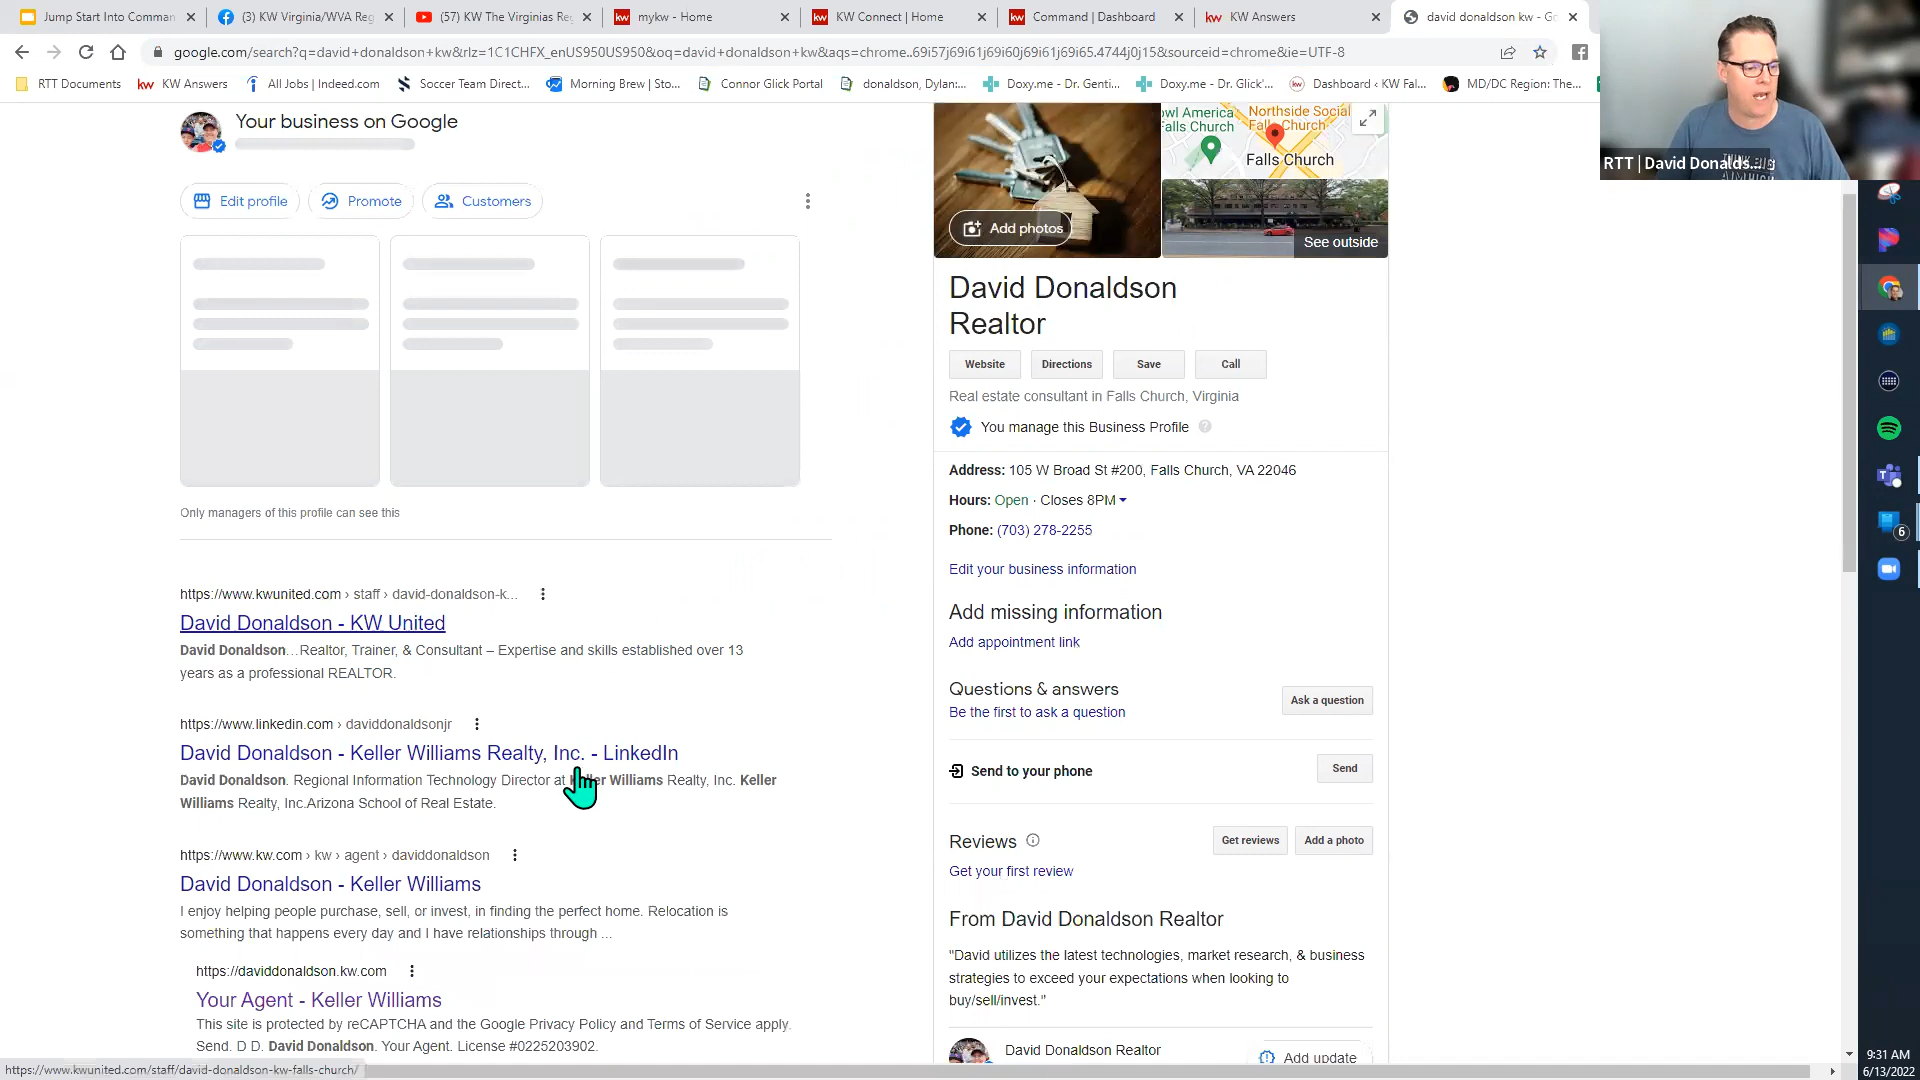 Jump Start Into Comman
(3) KW Virginia/WVA Reg
(57) KW The Virginias Re
kw mykw - Home
kw KW Connect | Home
kw Command | Dashboard
kw KW Answers
david donaldson kw - Go
google.com/search?q=david+donaldson+kw&rlz=1C1CHFX_enUS950US950&oq=david+donaldson+kw&aqs=chrome..69i57j69i61j69i60j69i61j69i65.4744j0j15&sourceid=chrome&ie=UTF-8
RTT Documents
kw KW Answers
All Jobs | Indeed.com
Soccer Team Direct...
Morning Brew | Sto...
Connor Glick Portal
donaldson, Dylan:...
Doxy.me - Dr. Genti...
Doxy.me - Dr. Glick'...
Dashboard ‹ KW Fal...
MD/DC Region: The...
RTT | David Donalds...
Your business on Google
Edit profile
Promote
Customers
Only managers of this profile can see this
https://www.kwunited.com › staff › david-donaldson-k...
David Donaldson - KW United
David Donaldson...Realtor, Trainer, & Consultant – Expertise and skills established over 13
years as a professional REALTOR.
https://www.linkedin.com › daviddonaldsonjr
David Donaldson - Keller Williams Realty, Inc. - LinkedIn
David Donaldson. Regional Information Technology Director at Keller Williams Realty, Inc. Keller
Williams Realty, Inc.Arizona School of Real Estate.
https://www.kw.com › kw › agent › daviddonaldson
David Donaldson - Keller Williams
I enjoy helping people purchase, sell, or invest, in finding the perfect home. Relocation is
something that happens every day and I have relationships through ...
https://daviddonaldson.kw.com
Your Agent - Keller Williams
This site is protected by reCAPTCHA and the Google Privacy Policy and Terms of Service apply.
Send. D D. David Donaldson. Your Agent. License #0225203902.
https://www.kwunited.com/staff/david-donaldson-kw-falls-church/
Add photos
owl America
Falls Church
Northside Social
Falls Church
Falls Church
See outside
David Donaldson
Realtor
Website
Directions
Save
Call
Real estate consultant in Falls Church, Virginia
You manage this Business Profile
Address: 105 W Broad St #200, Falls Church, VA 22046
Hours: Open · Closes 8PM
Phone: (703) 278-2255
Edit your business information
Add missing information
Add appointment link
Questions & answers
Be the first to ask a question
Ask a question
Send to your phone
Send
Reviews
Get reviews
Add a photo
Get your first review
From David Donaldson Realtor
"David utilizes the latest technologies, market research, & business
strategies to exceed your expectations when looking to
buy/sell/invest."
David Donaldson Realtor
Add update
6
9:31 AM
6/13/2022